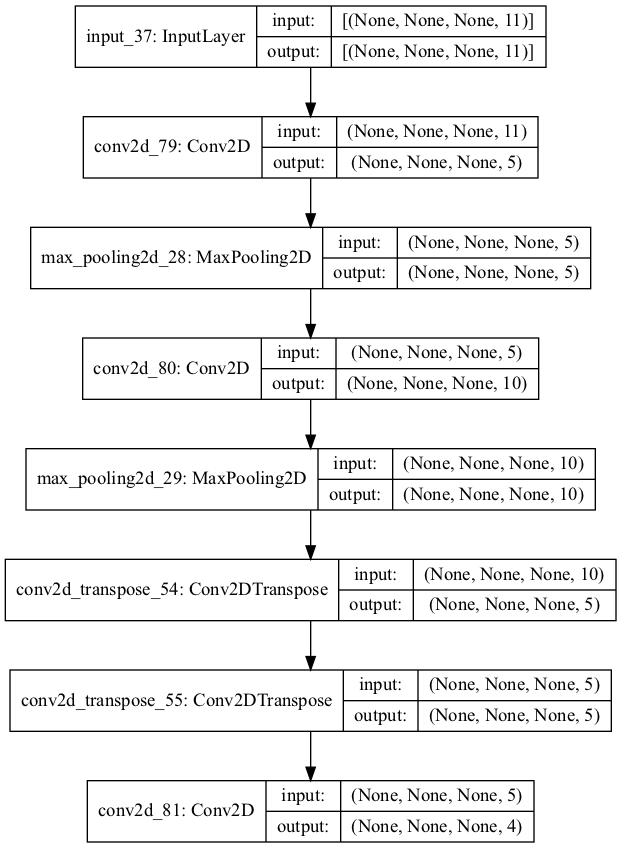 input_37: InputLayer
input: [(None, None, None, 11)]
output: [(None, None, None, 11)]
conv2d_79: Conv2D
input: (None, None, None, 11)
output: (None, None, None, 5)
max_pooling2d_28: MaxPooling2D
input: (None, None, None, 5)
output: (None, None, None, 5)
conv2d_80: Conv2D
input: (None, None, None, 5)
output: (None, None, None, 10)
max_pooling2d_29: MaxPooling2D
input: (None, None, None, 10)
output: (None, None, None, 10)
conv2d_transpose_54: Conv2DTranspose
input: (None, None, None, 10)
output: (None, None, None, 5)
conv2d_transpose_55: Conv2DTranspose
input: (None, None, None, 5)
output: (None, None, None, 5)
conv2d_81: Conv2D
input: (None, None, None, 5)
output: (None, None, None, 4)